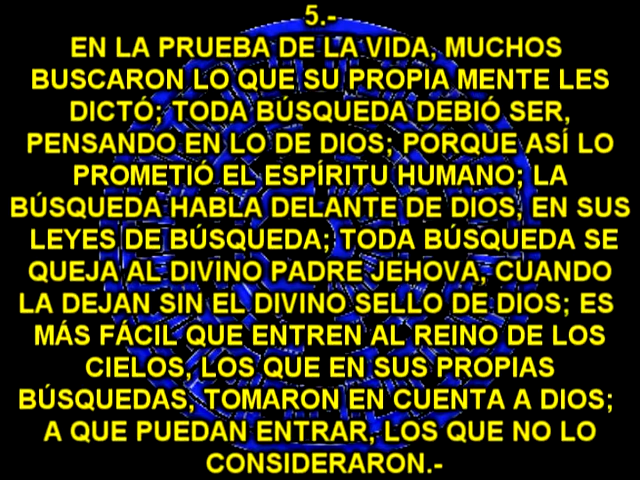 5.-
EN LA PRUEBA DE LA VIDA, MUCHOS
BUSCARON LO QUE SU PROPIA MENTE LES
DICTÓ; TODA BÚSQUEDA DEBIÓ SER,
PENSANDO EN LO DE DIOS; PORQUE ASÍ LO
PROMETIÓ EL ESPÍRITU HUMANO; LA
BÚSQUEDA HABLA DELANTE DE DIOS, EN SUS
LEYES DE BÚSQUEDA; TODA BÚSQUEDA SE
QUEJA AL DIVINO PADRE JEHOVA, CUANDO
LA DEJAN SIN EL DIVINO SELLO DE DIOS; ES
MÁS FÁCIL QUE ENTREN AL REINO DE LOS
CIELOS, LOS QUE EN SUS PROPIAS
BÚSQUEDAS, TOMARON EN CUENTA A DIOS;
A QUE PUEDAN ENTRAR, LOS QUE NO LO
CONSIDERARON.-